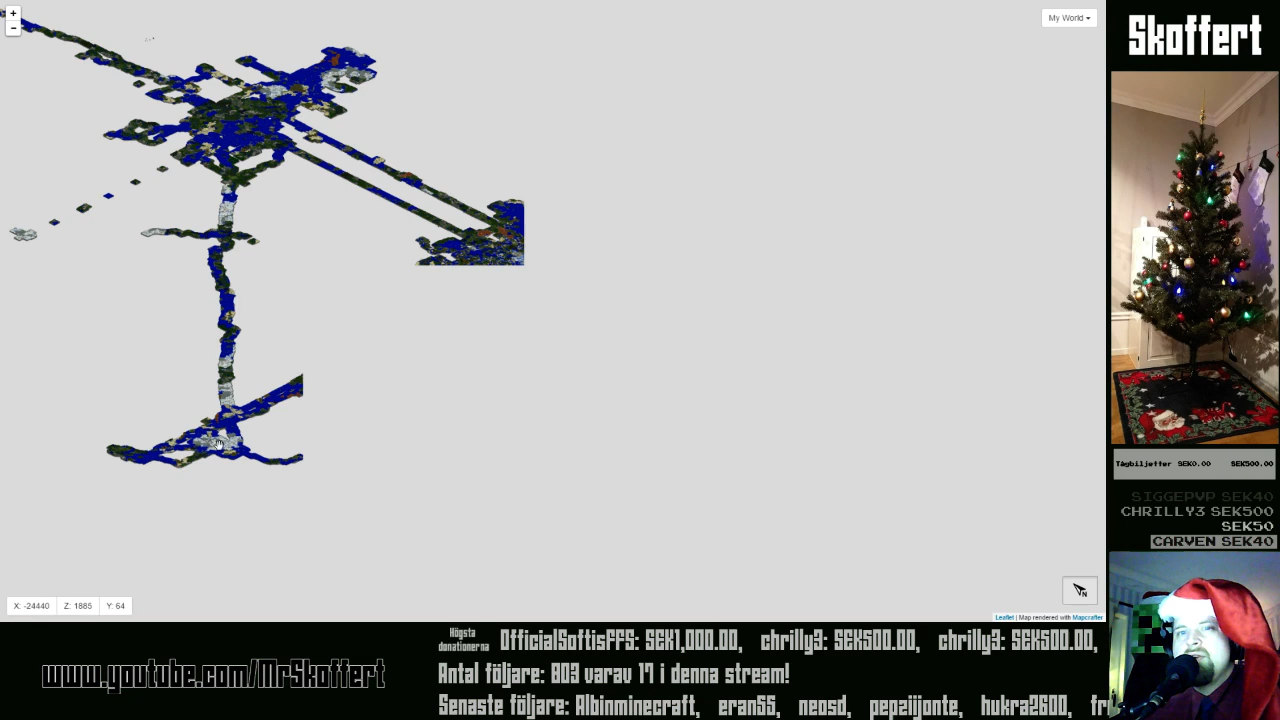 +
-
My World
Skoffert
Tågbiljetter SEK0.00 SEK500.00
SIGGEPVP SEK40
CHRILLY3 SEK500
SEK50
CARVEN SEK40
X: -24440 Z: 1885 Y: 64
N
Leaflet | Map rendered with Mapcrafter
www.youtube.com/MrSkoffert
Högsta donationerna OfficialSoftisFFS: SEK1,000.00, chrilly3: SEK500.00, chrilly3: SEK500.00,
Antal följare: 803 varav 17 i denna stream!
Senaste följare: Albinminecraft, eran55, neosd, pepziijonte, hukra2600, fr